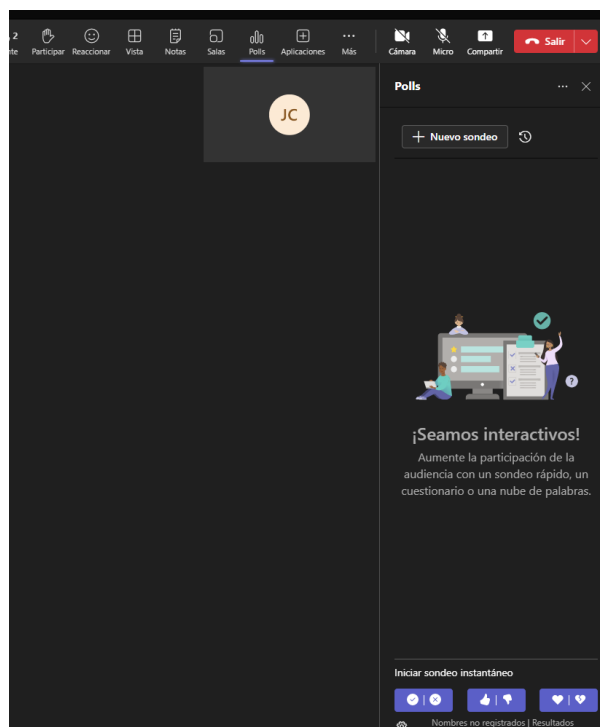 2
nte Participar Reaccionar Vista Notas Salas Polls Aplicaciones Más Cámara Micro Compartir Salir
JC
Polls
Nuevo sondeo
¡Seamos interactivos!
Aumente la participación de la
audiencia con un sondeo rápido, un
cuestionario o una nube de palabras.
Iniciar sondeo instantáneo
Nombres no registrados | Resultados